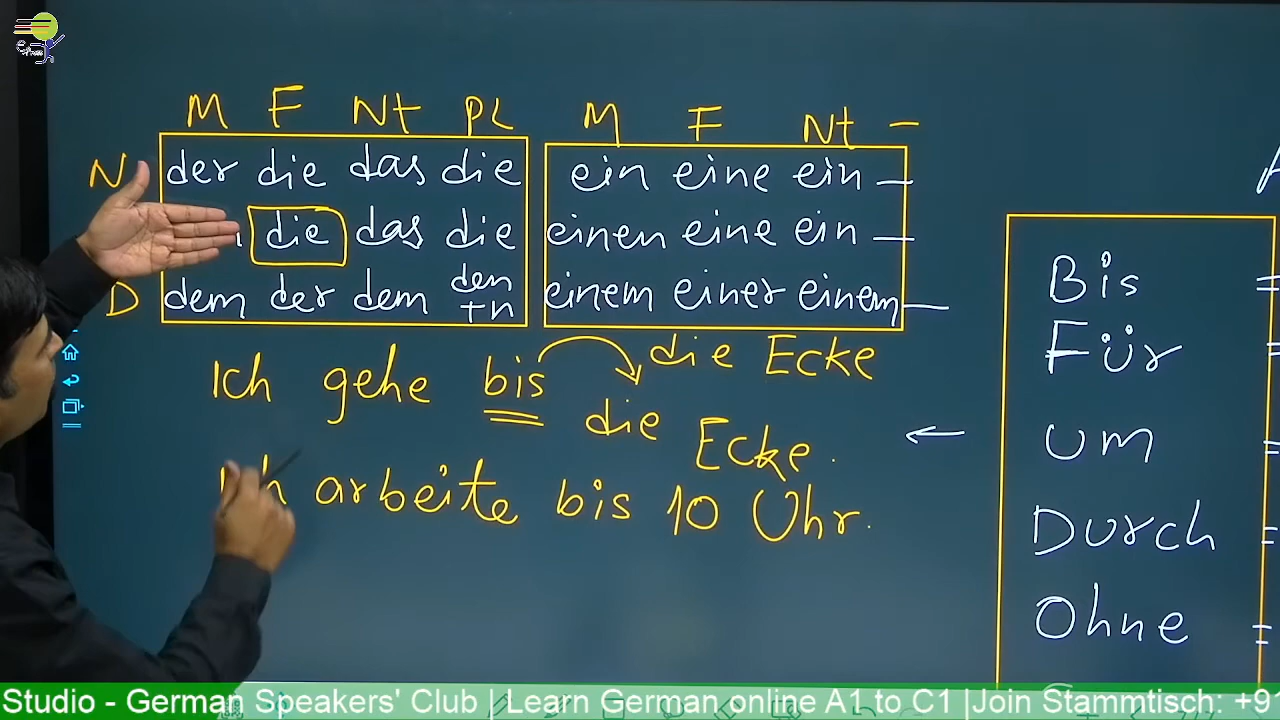 M F Nt PL M F Nt –
N der die das die ein eine ein –
die das die einen eine ein –
D dem der dem den +n einem einer einem –
die Ecke
Ich gehe bis die Ecke. ←
Ich arbeite bis 10 Uhr.
Bis =
Für =
Um =
Durch =
Ohne =
Studio - German Speakers' Club | Learn German online A1 to C1 | Join Stammtisch: +9